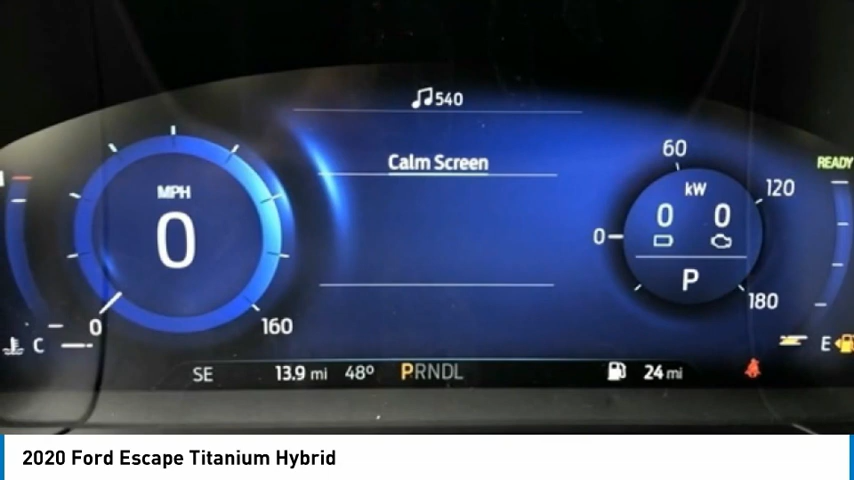 540
Calm Screen
MPH
0
0
160
60
kW
120
0
0
0
P
180
READY
C
E
SE
13.9 mi
48°
PRNDL
24 mi
2020 Ford Escape Titanium Hybrid